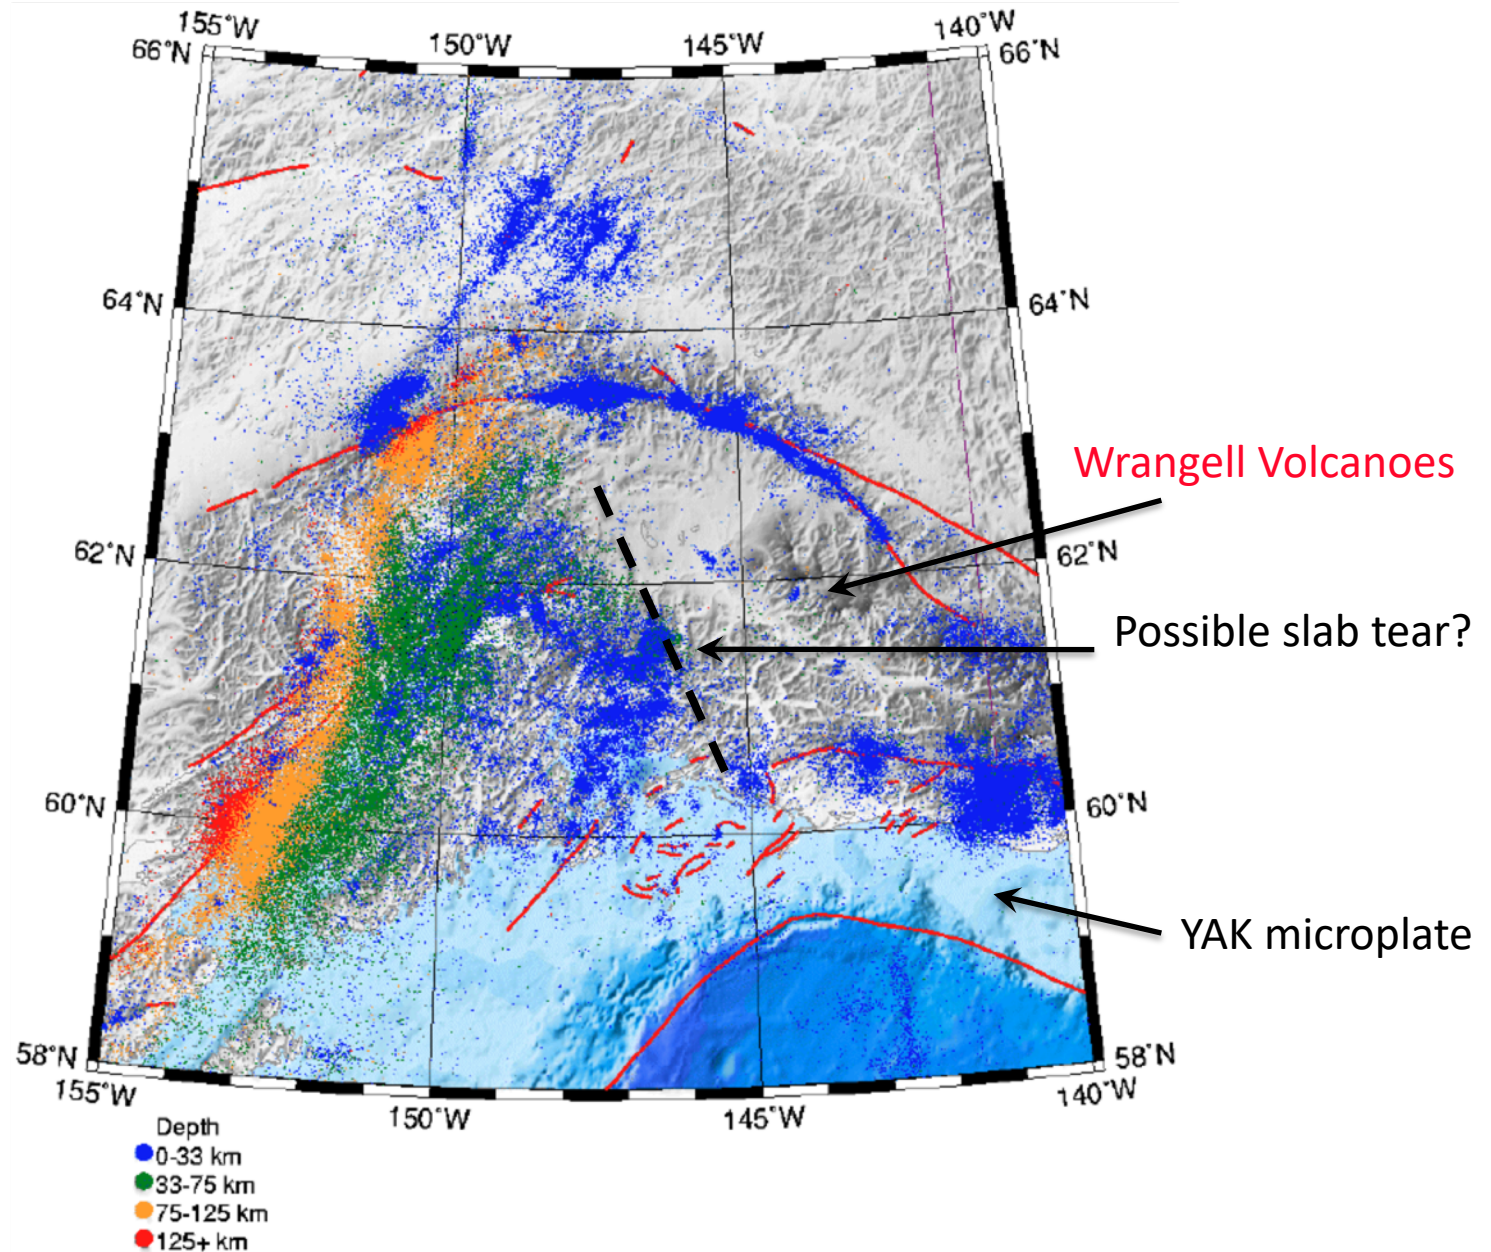 155°W
150°W
145°W
140°W
66°N
66°N
64°N
64°N
Wrangell Volcanoes
62°N
62°N
Possible slab tear?
60°N
60°N
YAK microplate
58°N
58°N
155°W
150°W
145°W
140°W
Depth
0-33 km
33-75 km
75-125 km
125+ km